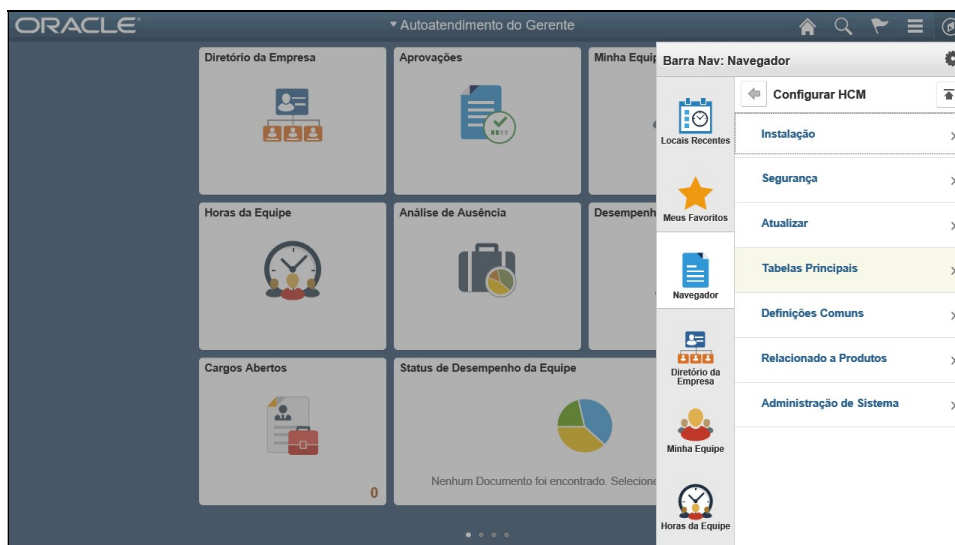 ORACLE
Autoatendimento do Gerente
Diretório da Empresa
Aprovações
Minha Equip
Horas da Equipe
Análise de Ausência
Desempenh
Cargos Abertos
0
Status de Desempenho da Equipe
Nenhum Documento foi encontrado. Selecione
Barra Nav: Navegador
Locais Recentes
Meus Favoritos
Navegador
Diretório da
Empresa
Minha Equipe
Horas da Equipe
Configurar HCM
Instalação
Segurança
Atualizar
Tabelas Principais
Definições Comuns
Relacionado a Produtos
Administração de Sistema